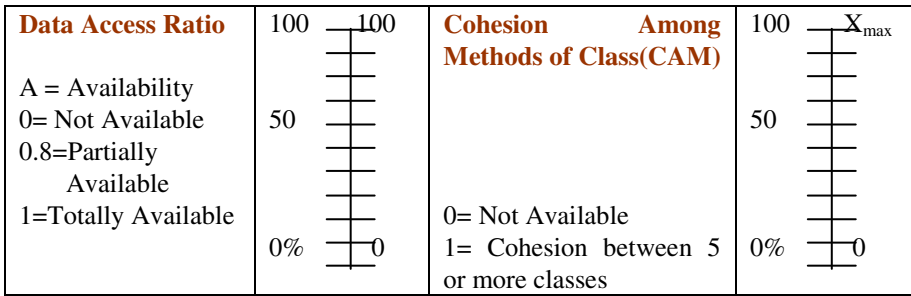 Data Access Ratio
A = Availability
0= Not Available
0.8=Partially
Available
1=Totally Available
100 100
50
0% 0
Cohesion Among
Methods of Class(CAM)
0= Not Available
1= Cohesion between 5
or more classes
100 Xmax
50
0% 0